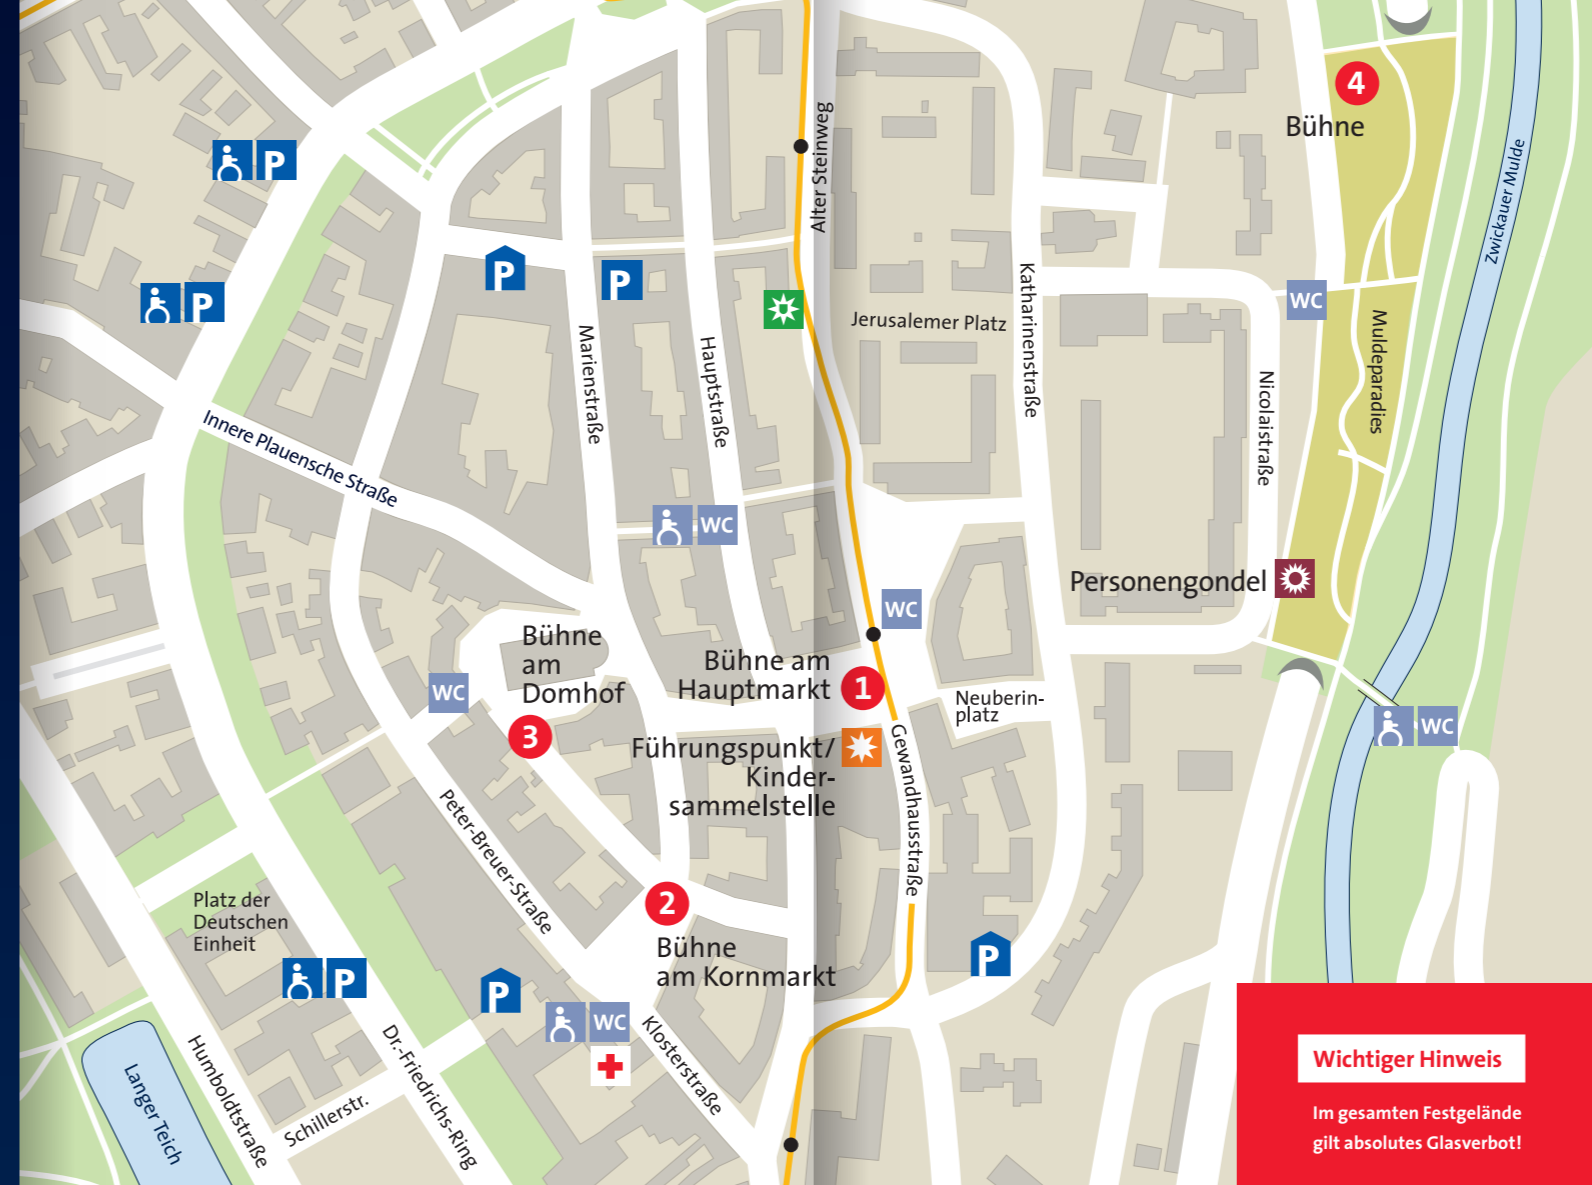 4
Bühne
Zwickauer Mulde
Alter Steinweg
P
P
P
P
Katharinenstraße
Jerusalemer Platz
WC
Muldeparadies
Marienstraße
Hauptstraße
Nicolaistraße
Innere Plauensche Straße
WC
Personengondel
WC
Bühne
am
Domhof
3
WC
Bühne am
Hauptmarkt
1
Neuberin-
platz
WC
Führungspunkt/
Kinder-
sammelstelle
Gewandhausstraße
Peter-Breuer-Straße
2
Bühne
am Kornmarkt
Platz der
Deutschen
Einheit
P
P
P
WC
Klosterstraße
Dr.-Friedrichs-Ring
Humboldtstraße
Schillerstr.
Langer Teich
Wichtiger Hinweis
Im gesamten Festgelände
gilt absolutes Glasverbot!